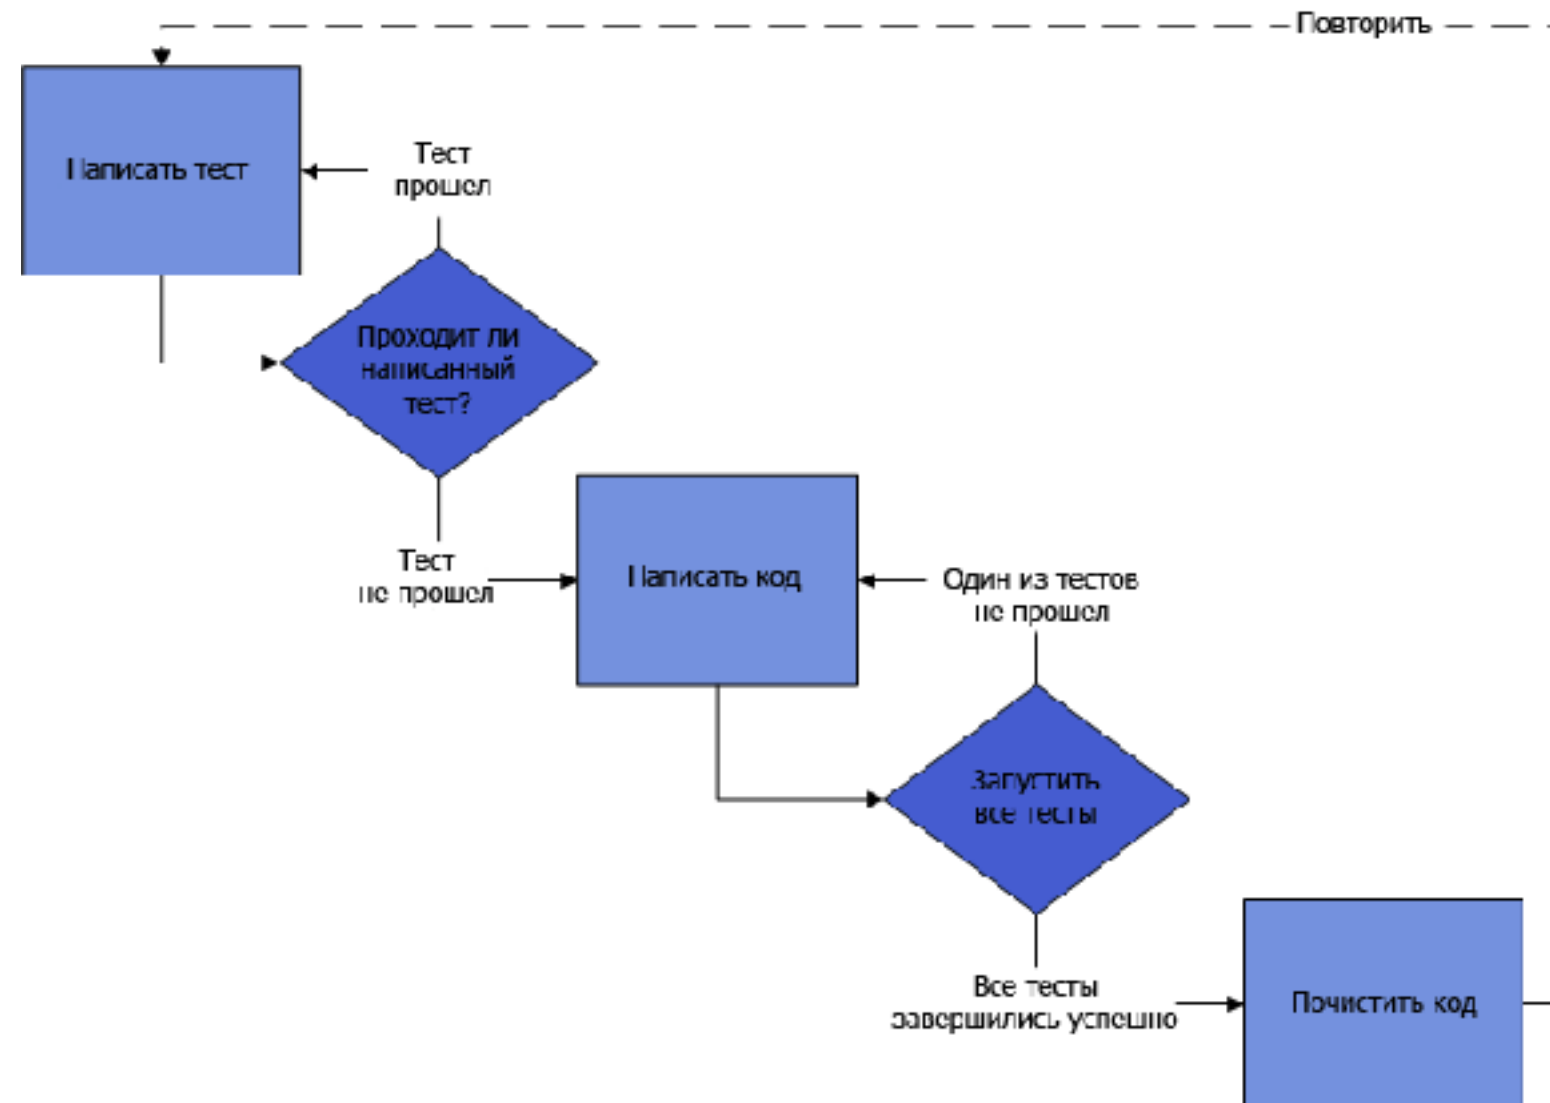 Повторить
Тест
прошел
Написать тест
Проходит ли
написанный
тест?
Тест
не прошел
Написать код
Один из тестов
не прошел
Запустить
все тесты
Все тесты
завершились успешно
Почистить код